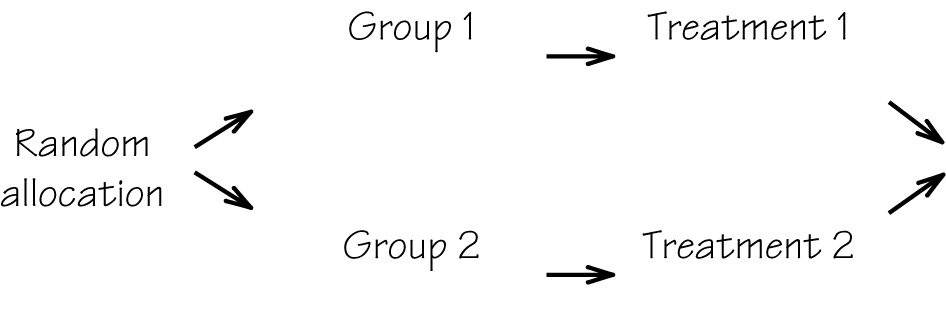 Group 1
Treatment 1
Random
allocation
Group 2
Treatment 2